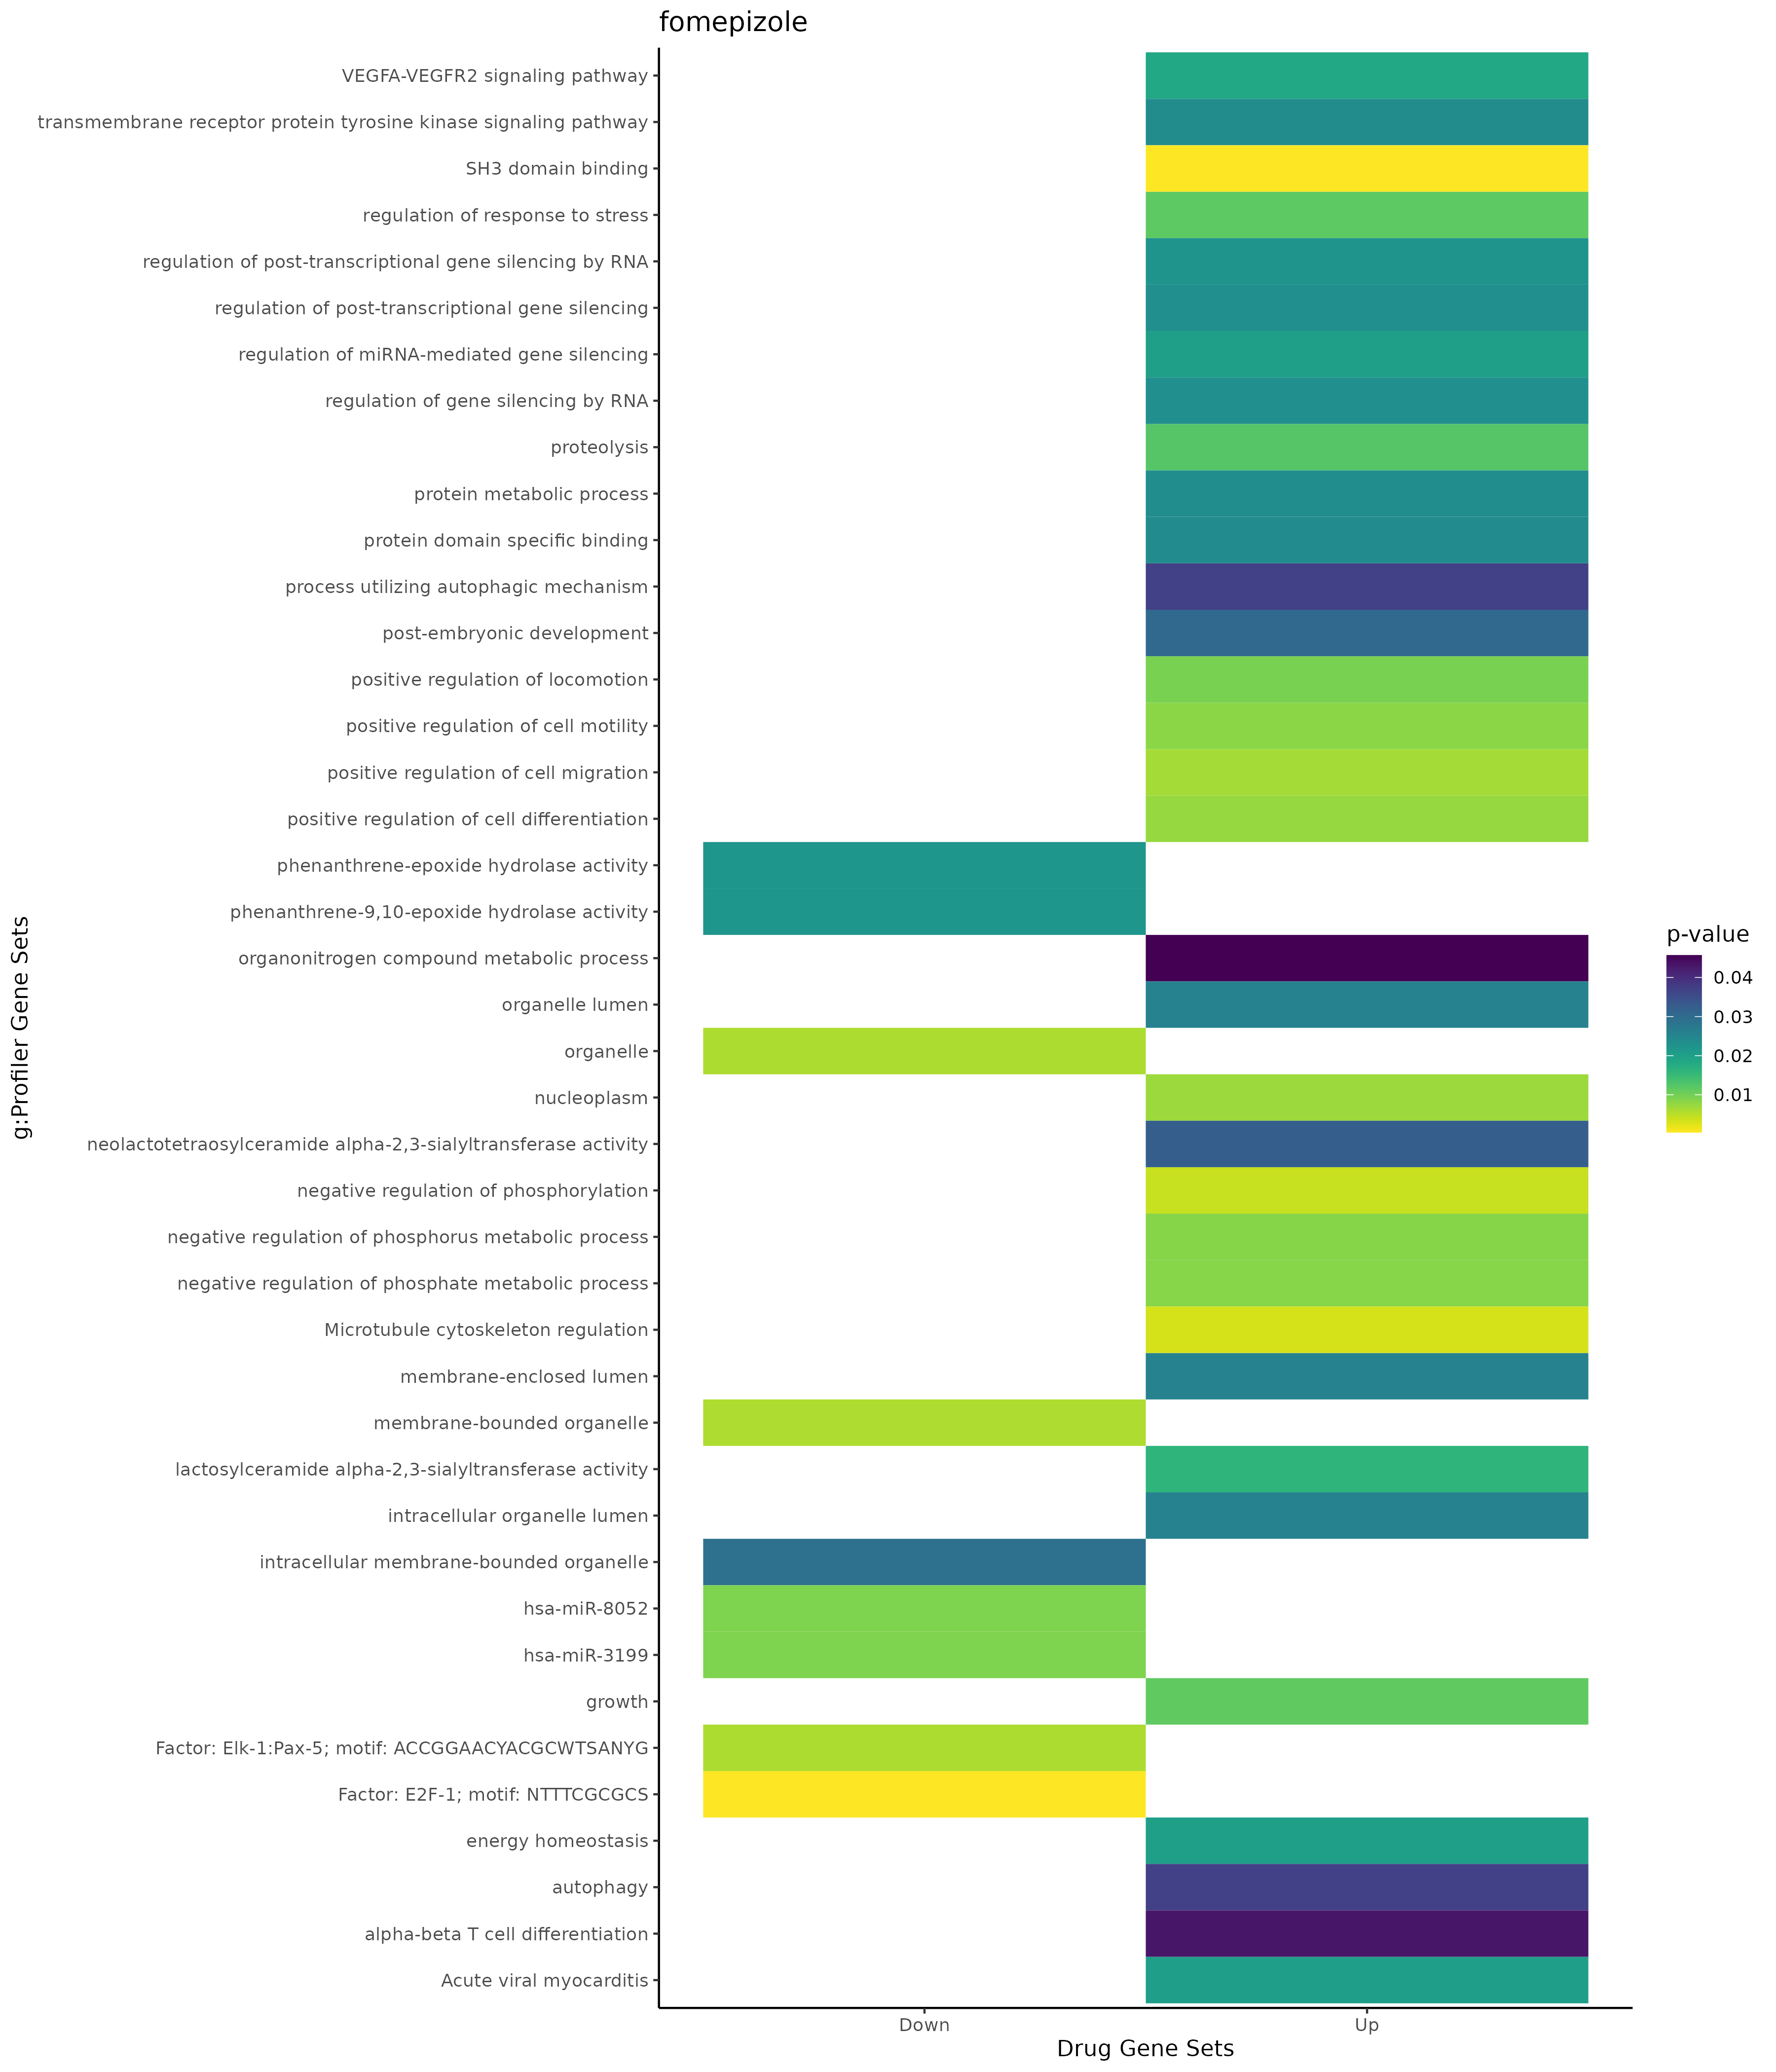 fomepizole
VEGFA-VEGFR2 signaling pathway
transmembrane receptor protein tyrosine kinase signaling pathway
SH3 domain binding
regulation of response to stress
regulation of post-transcriptional gene silencing by RNA
regulation of post-transcriptional gene silencing
regulation of miRNA-mediated gene silencing
regulation of gene silencing by RNA
proteolysis
protein metabolic process
protein domain specific binding
process utilizing autophagic mechanism
post-embryonic development
positive regulation of locomotion
positive regulation of cell motility
positive regulation of cell migration
positive regulation of cell differentiation
phenanthrene-epoxide hydrolase activity
phenanthrene-9,10-epoxide hydrolase activity
organonitrogen compound metabolic process
organelle lumen
organelle
nucleoplasm
neolactotetraosylceramide alpha-2,3-sialyltransferase activity
negative regulation of phosphorylation
negative regulation of phosphorus metabolic process
negative regulation of phosphate metabolic process
Microtubule cytoskeleton regulation
membrane-enclosed lumen
membrane-bounded organelle
lactosylceramide alpha-2,3-sialyltransferase activity
intracellular organelle lumen
intracellular membrane-bounded organelle
hsa-miR-8052
hsa-miR-3199
growth
Factor: Elk-1:Pax-5; motif: ACCGGAACYACGCWTSANYG
Factor: E2F-1; motif: NTTTCGCGCS
energy homeostasis
autophagy
alpha-beta T cell differentiation
Acute viral myocarditis
g:Profiler Gene Sets
Down
Up
Drug Gene Sets
p-value
0.04
0.03
0.02
0.01